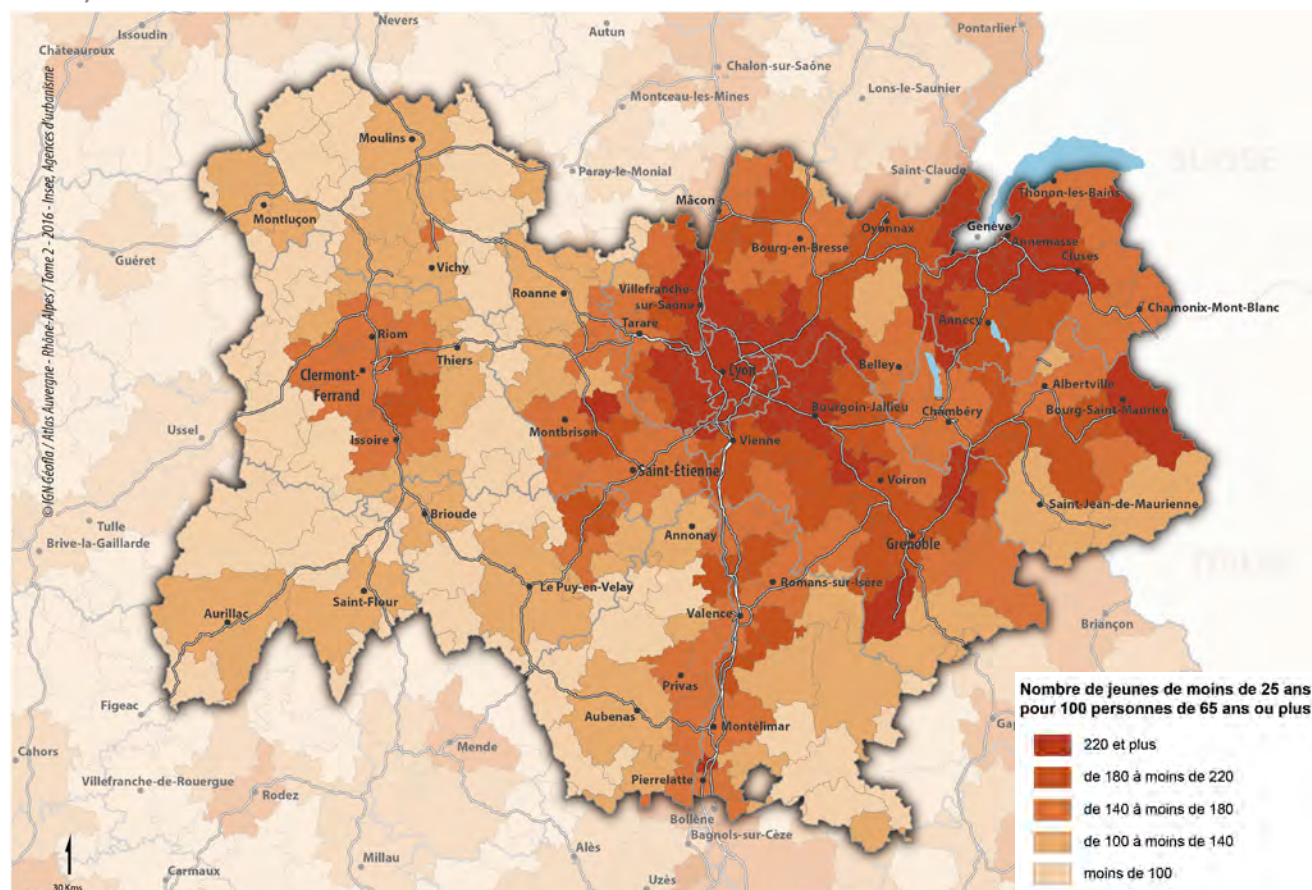 Nevers
Autun
Pontarlier
Issoudin
Châteauroux
Chalon-sur-Saône
Lons-le-Saunier
Montceau-les-Mines
Moulins
Paray-le-Monial
Saint-Claude
SUISSE
Thonon-les-Bains
Montluçon
Mâcon
Genève
Annemasse
Oyonnax
Bourg-en-Bresse
Cluses
Guéret
Vichy
Roanne
Villefranche-
sur-Saône
Chamonix-Mont-Blanc
Tarare
Annecy
Riom
Thiers
Lyon
Belley
Clermont-
Ferrand
Albertville
Bourg-Saint-Maurice
Bourgoin-Jallieu
Chambéry
Ussel
Issoire
Montbrison
Vienne
Saint-Étienne
Voiron
Saint-Jean-de-Maurienne
Tulle
Brive-la-Gaillarde
Brioude
Annonay
Grenoble
Le Puy-en-Velay
Romans-sur-Isère
Saint-Flour
Aurillac
Valence
Briançon
Privas
Figeac
Aubenas
Montélimar
Mende
Cahors
Villefranche-de-Rouergue
Rodez
Pierrelatte
Bollène
Bagnols-sur-Cèze
Millau
Alès
Carmaux
Uzès
30 Kms
© IGN Géofla / Atlas Auvergne - Rhône-Alpes / Tome 2 - 2016 - Insee, Agences d'urbanisme
Nombre de jeunes de moins de 25 ans
pour 100 personnes de 65 ans ou plus
220 et plus
de 180 à moins de 220
de 140 à moins de 180
de 100 à moins de 140
moins de 100